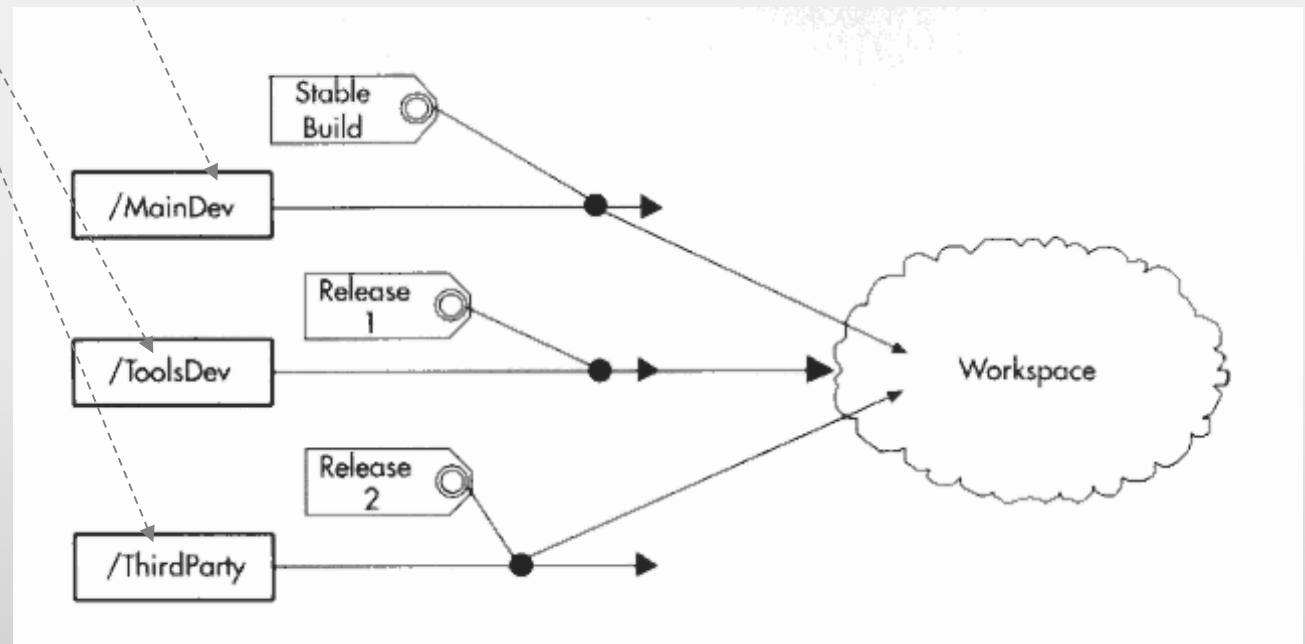 Stable
Build
/MainDev
Release
1
/ToolsDev
Workspace
Release
2
/ThirdParty